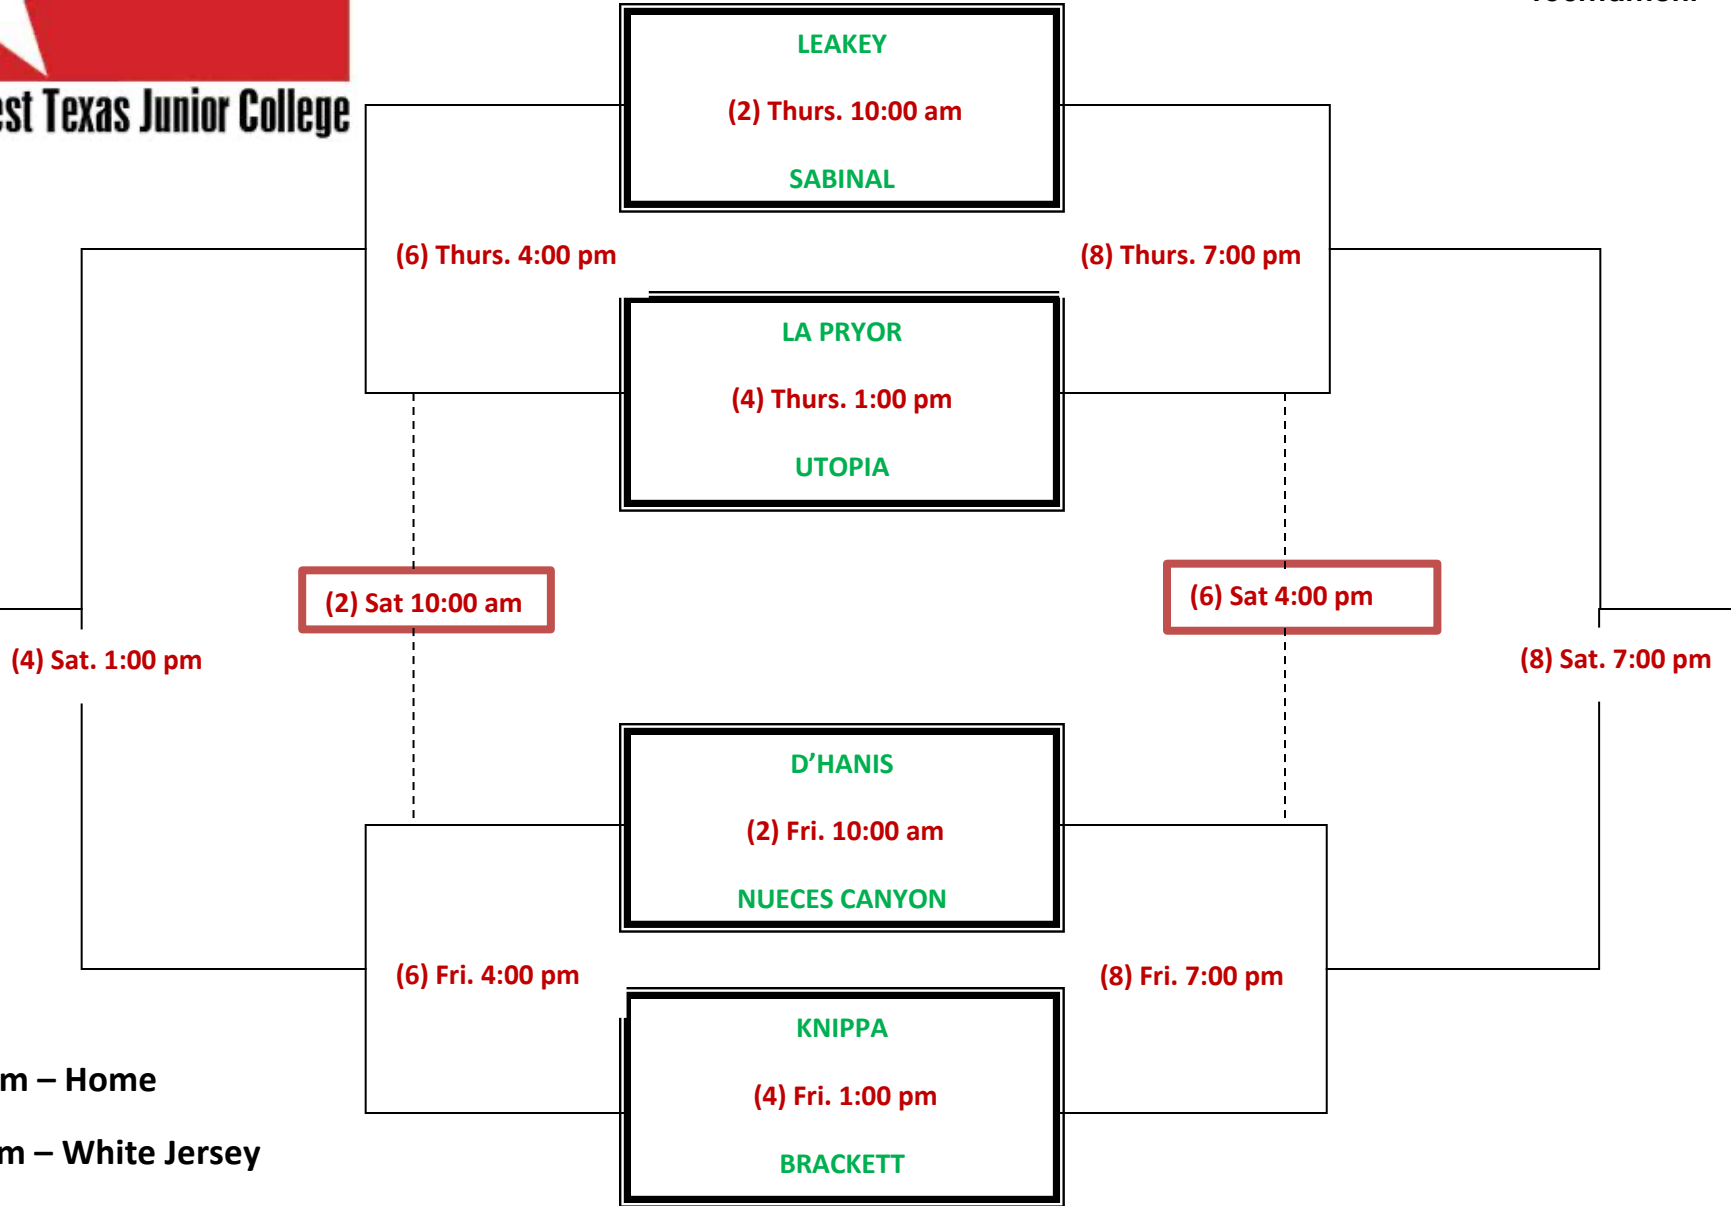 LEAKEY
st Texas Junior College
(2) Thurs. 10:00 am
SABINAL
(6) Thurs. 4:00 pm
(8) Thurs. 7:00 pm
LA PRYOR
(4) Thurs. 1:00 pm
UTOPIA
(2) Sat 10:00 am
(6) Sat 4:00 pm
(4) Sat. 1:00 pm
(8) Sat. 7:00 pm
D’HANIS
(2) Fri. 10:00 am
NUECES CANYON
(6) Fri. 4:00 pm
(8) Fri. 7:00 pm
KNIPPA
m – Home
(4) Fri. 1:00 pm
m – White Jersey
BRACKETT